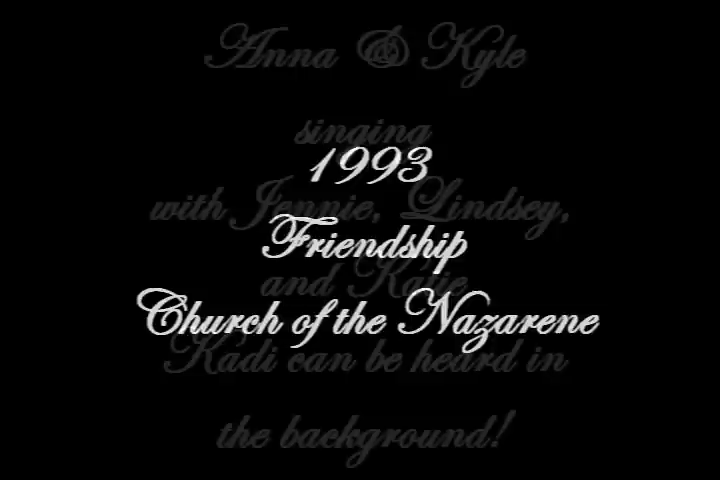 Anna & Kyle
singing
1993
with Jennie, Lindsey,
Friendship
and Katie
Church of the Nazarene
Kadi can be heard in
the background!